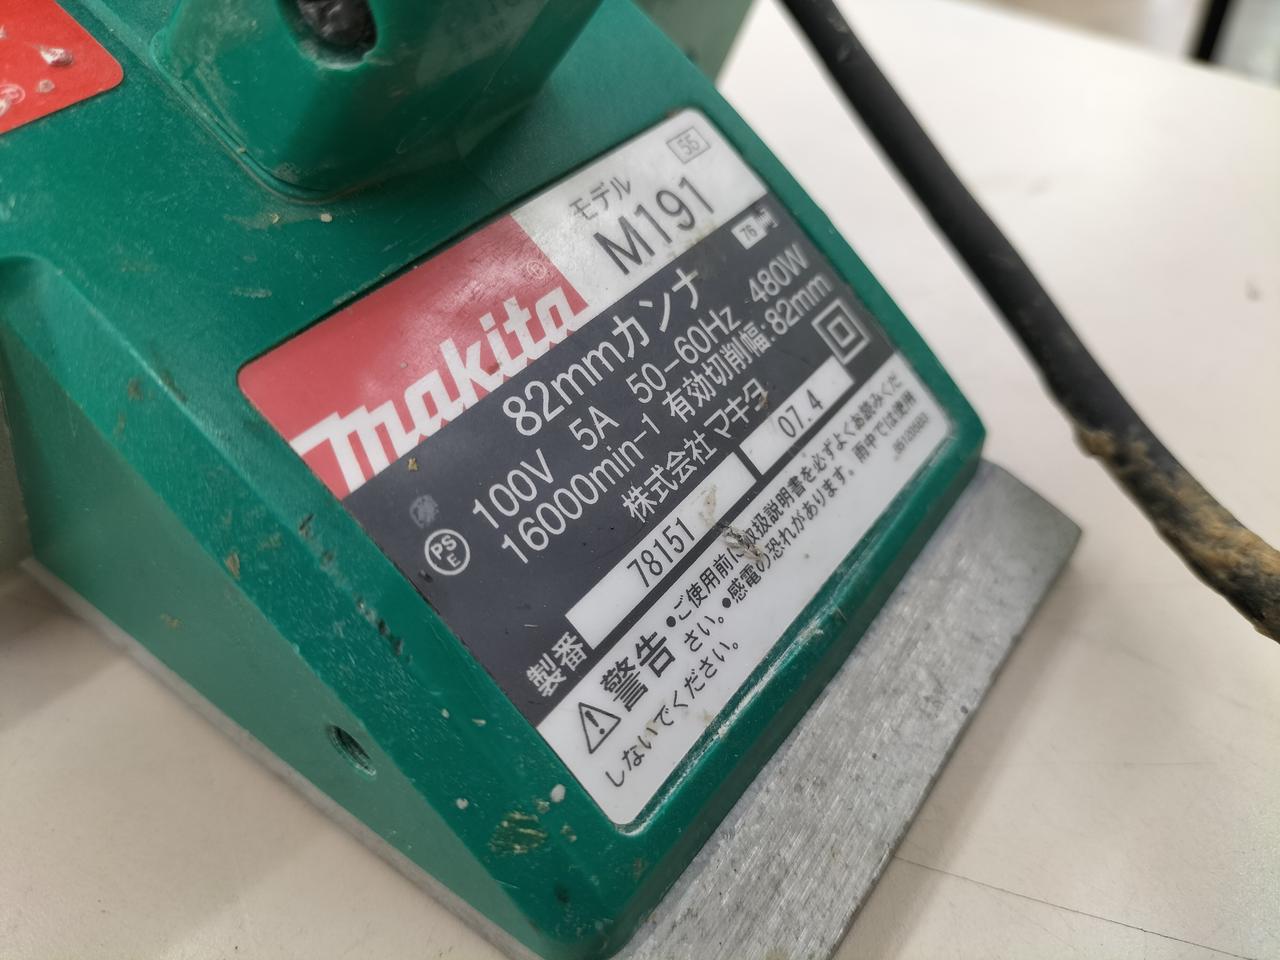 55
モデル
M191
makita®
76
82mmカンナ
100V 5A 50-60Hz 480W
16000min-1 有効切削幅:82mm
株式会社 マキタ
PS
E
製番 78151 07.4
警告 ●ご使用前に取扱説明書を必ずよくお読みくだ
さい。●感電の恐れがあります。雨中では使用
しないでください。